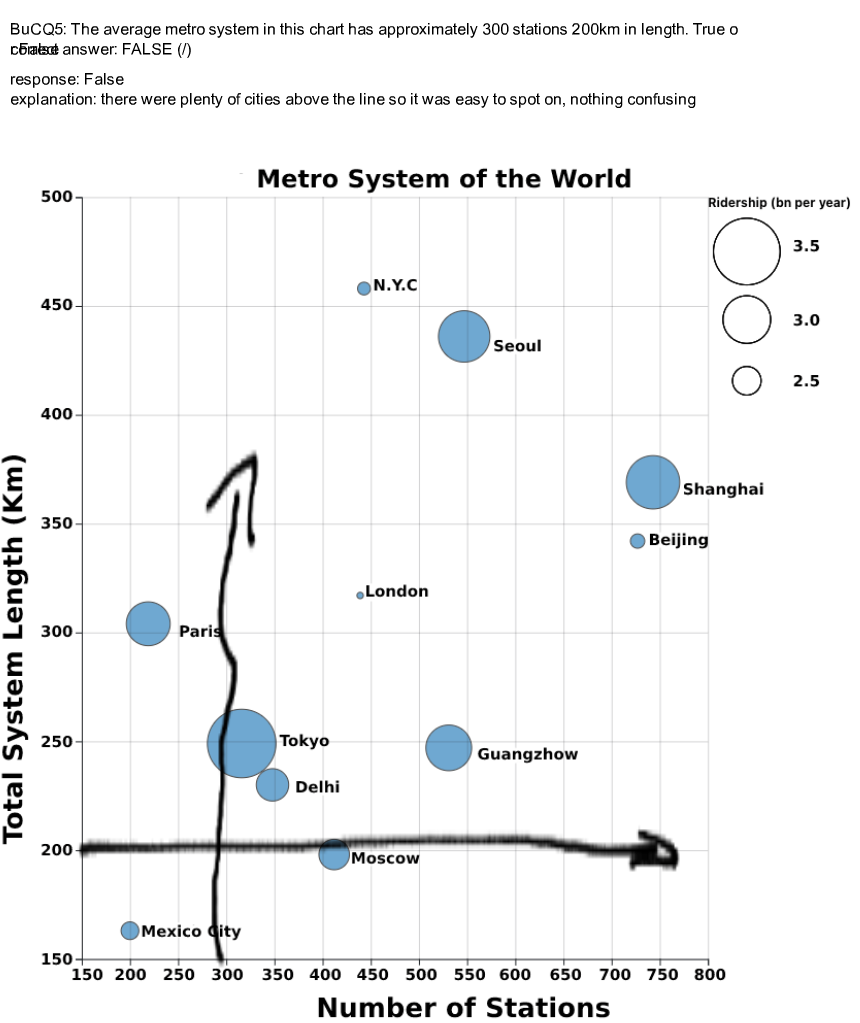 BuCQ5: The average metro system in this chart has approximately 300 stations 200km in length. True o
answer: FALSE (/)
response: False
explanation: there were plenty of cities above the line so it was easy to spot on, nothing confusing
Metro System of the World
Ridership (bn per year)
3.5
3.0
2.5
500
450
400
350
300
250
200
150
Total System Length (Km)
N.Y.C
Seoul
Shanghai
Beijing
London
Paris
Tokyo
Guangzhow
Delhi
Moscow
Mexico City
150 200 250 300 350 400 450 500 550 600 650 700 750 800
Number of Stations